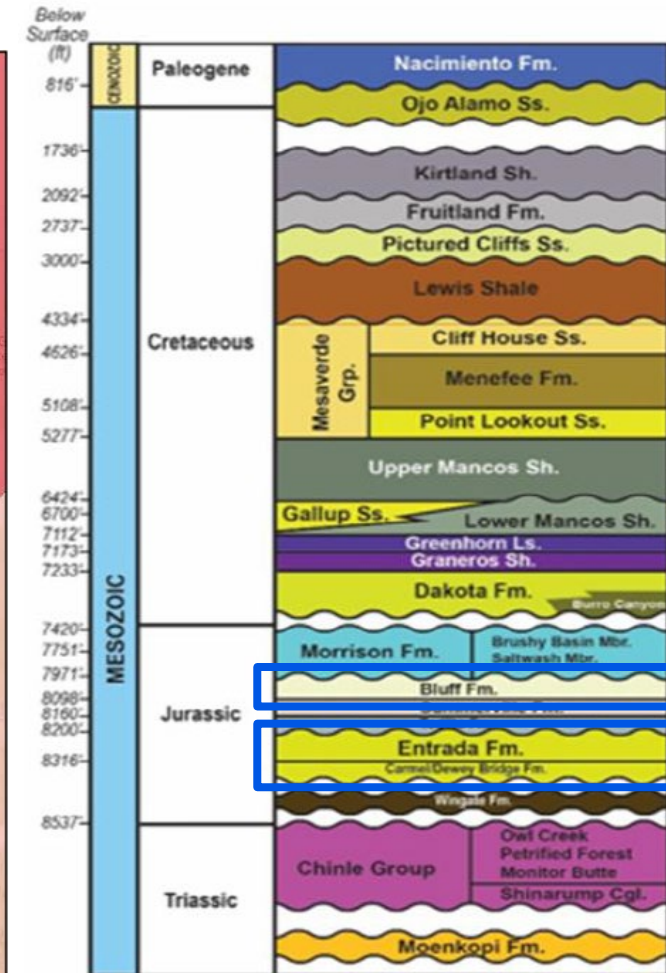 Below
Surface
(ft)
CENOZOIC
Paleogene
Nacimiento Fm.
816'
Ojo Alamo Ss.
1736'
Kirtland Sh.
2092'
Fruitland Fm.
2737'
Pictured Cliffs Ss.
3000'
Lewis Shale
4334'
Cretaceous
Mesaverde
Grp.
Cliff House Ss.
4626'
Menefee Fm.
5108'
Point Lookout Ss.
5277'
Upper Mancos Sh.
6424'
6700'
Gallup Ss.
Lower Mancos Sh.
7112'
Greenhorn Ls.
7173'
Graneros Sh.
7233'
Dakota Fm.
Burro Canyon
MESOZOIC
7420'
7751'
Morrison Fm.
Brushy Basin Mbr.
Saltwash Mbr.
7971'
Bluff Fm.
8098'
8160'
Jurassic
8200'
Entrada Fm.
8316'
Carmel/Dewey Bridge Fm.
Wingate Fm.
8537'
Triassic
Chinle Group
Owl Creek
Petrified Forest
Monitor Butte
Shinarump Cgl.
Moenkopi Fm.